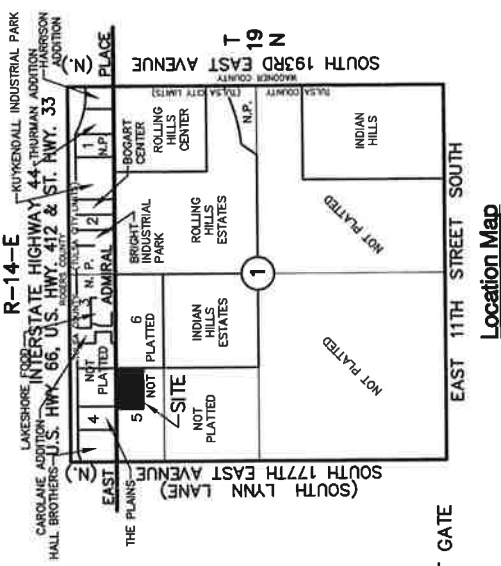 R-14-E
LAKESHORE FOOD
CAROLANE ADDITION
HALL BROTHERS
INTERSTATE HIGHWAY 44
U.S. HWY 66, U.S. HWY. 412 & ST. HWY. 33
KUYKENDALL INDUSTRIAL PARK
THURMAN ADDITION
HARRISON ADDITION
ROGERS COUNTY
TULSA COUNTY
(TULSA CITY LIMITS)
(N.)
EAST
ADMIRAL
PLACE
(N.)
4
NOT PLATTED
3
N. P.
2
1
N.P.
THE PLAINS
BRIGHT INDUSTRIAL PARK
BOGART CENTER
5
NOT PLATTED
6
PLATTED
SITE
NOT PLATTED
INDIAN HILLS ESTATES
ROLLING HILLS ESTATES
ROLLING HILLS CENTER
N.P.
(TULSA CITY LIMITS)
TULSA COUNTY
WAGONER COUNTY
1
NOT PLATTED
NOT PLATTED
INDIAN HILLS
SOUTH 177TH EAST AVENUE
(SOUTH LYNN LANE)
SOUTH 193RD EAST AVENUE
T
19
N
EAST 11TH STREET SOUTH
Location Map
GATE